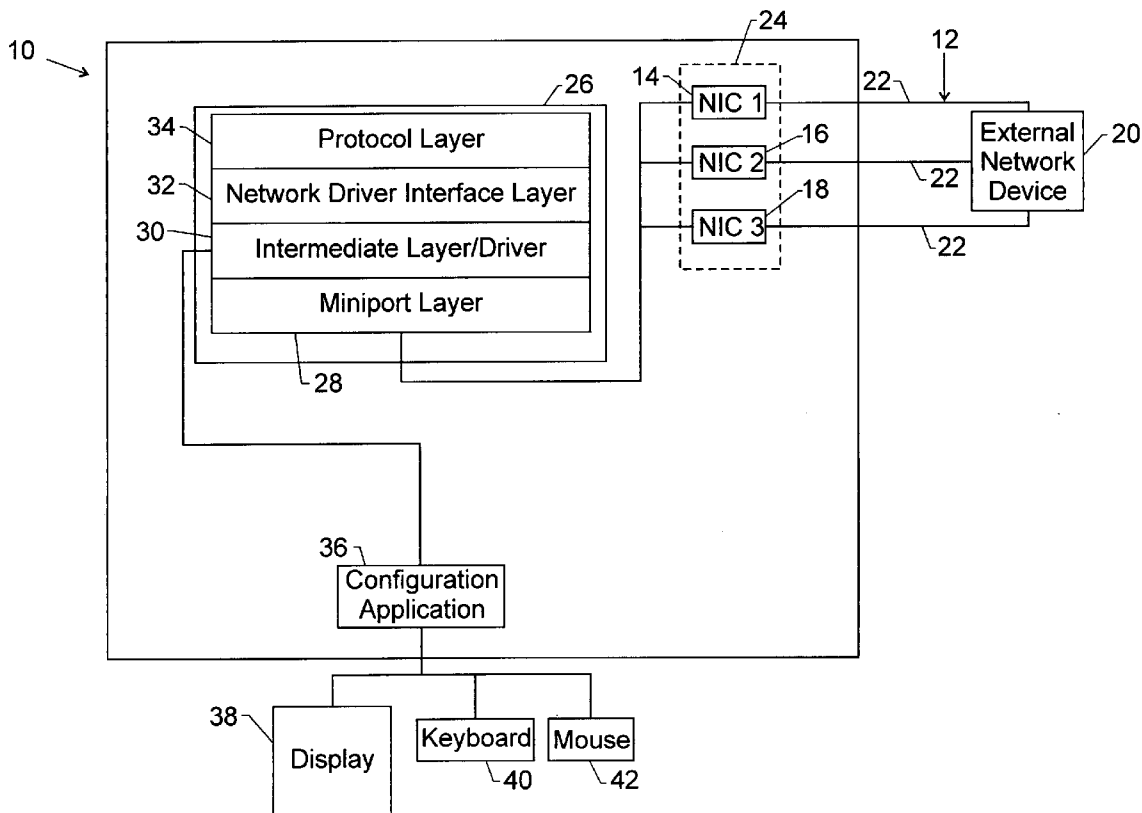 10
24
12
26
14
NIC 1
22
34
Protocol Layer
16
External
Network
Device
20
32
Network Driver Interface Layer
NIC 2
22
30
18
Intermediate Layer/Driver
NIC 3
22
Miniport Layer
28
36
Configuration
Application
38
Display
Keyboard
Mouse
40
42